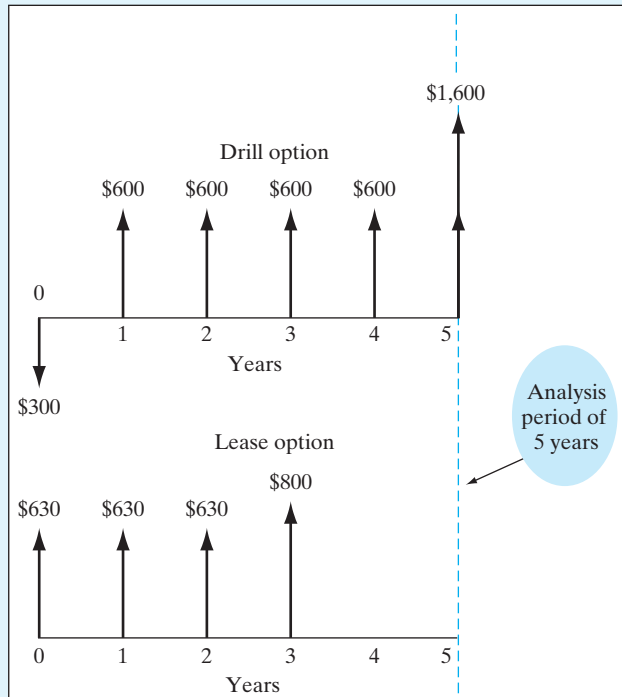 $1,600
Drill option
$600 $600 $600 $600
0
1 2 3 4 5
Years
$300
Analysis
period of
5 years
Lease option
$800
$630 $630 $630
0 1 2 3 4 5
Years